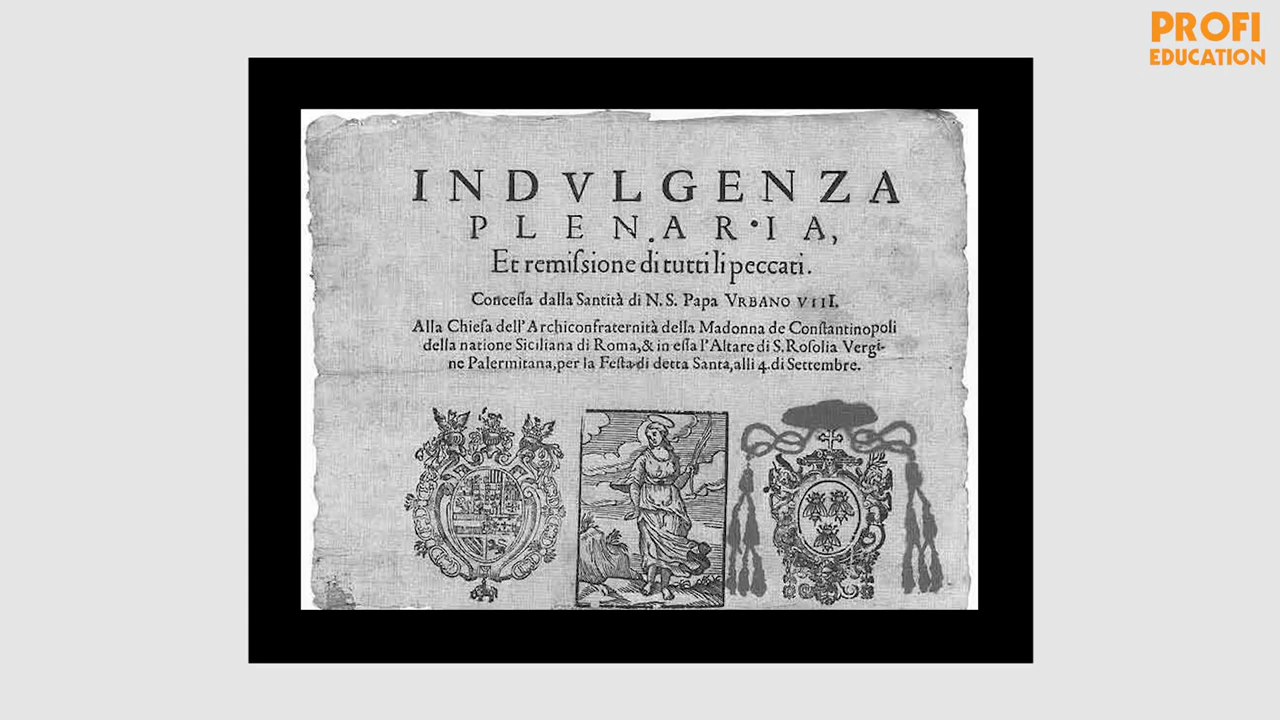 PROFI
EDUCATION
INDVLGENZA
PLENARIA,
Et remiſsione di tutti li peccati.
Conceſſa dalla Santità di N. S. Papa VRBANO VIII.
Alla Chieſa dell' Archiconfraternità della Madonna de Conſtantinopoli
della natione Siciliana di Roma, & in eſſa l'Altare di S. Roſolia Vergi-
ne Palermitana, per la Feſta di detta Santa, alli 4. di Settembre.